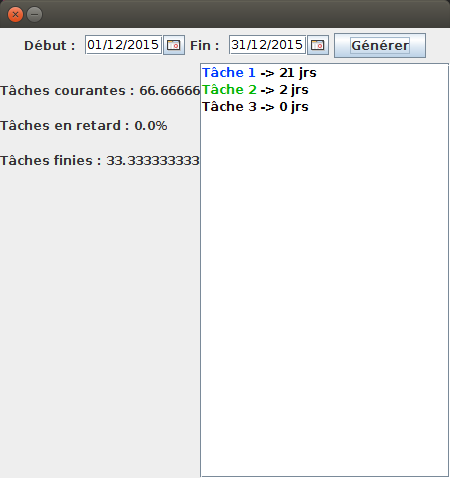 Début : 01/12/2015 Fin : 31/12/2015 Générer
Tâches courantes : 66.66666
Tâches en retard : 0.0%
Tâches finies : 33.333333333
Tâche 1 -> 21 jrs
Tâche 2 -> 2 jrs
Tâche 3 -> 0 jrs